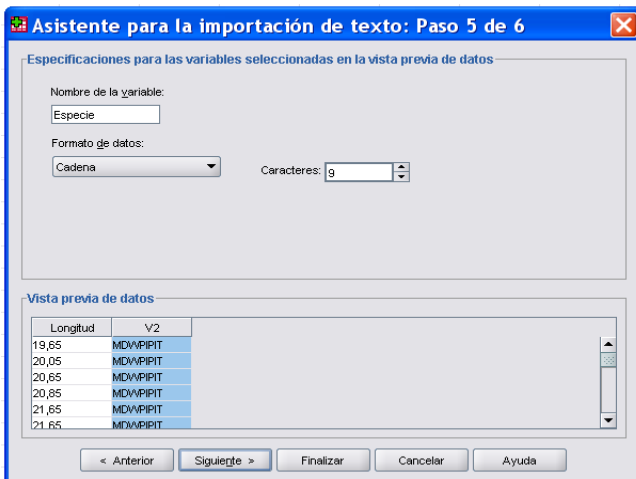 Asistente para la importación de texto: Paso 5 de 6
Especificaciones para las variables seleccionadas en la vista previa de datos
Nombre de la variable:
Especie
Formato de datos:
Cadena
Caracteres: 9
Vista previa de datos
Longitud V2
19,65 MDWPIPIT
20,05 MDWPIPIT
20,65 MDWPIPIT
20,85 MDWPIPIT
21,65 MDWPIPIT
21,65 MDWPIPIT
< Anterior Siguiente > Finalizar Cancelar Ayuda